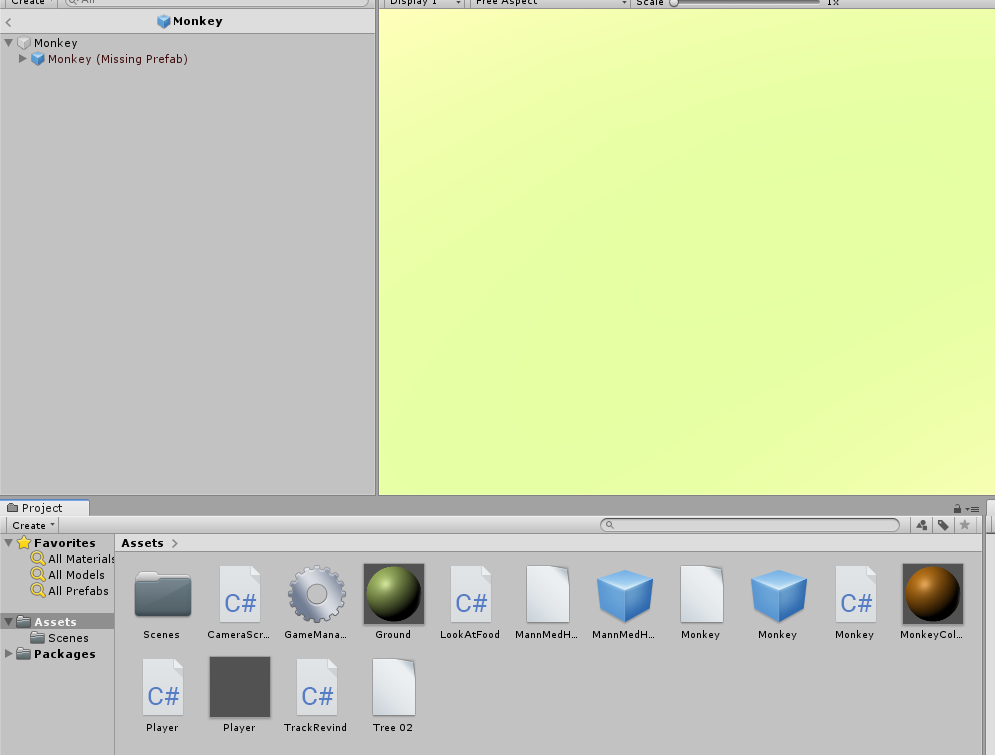 Create All Display 1 Free Aspect Scale 1x
Monkey
Monkey
Monkey (Missing Prefab)
Project
Create
Favorites
All Materials
All Models
All Prefabs
Assets
Scenes
Packages
Assets
C# C# C#
Scenes CameraScr... GameMana... Ground LookAtFood MannMedH... MannMedH... Monkey Monkey Monkey MonkeyCol...
C# C#
Player Player TrackRevind Tree 02